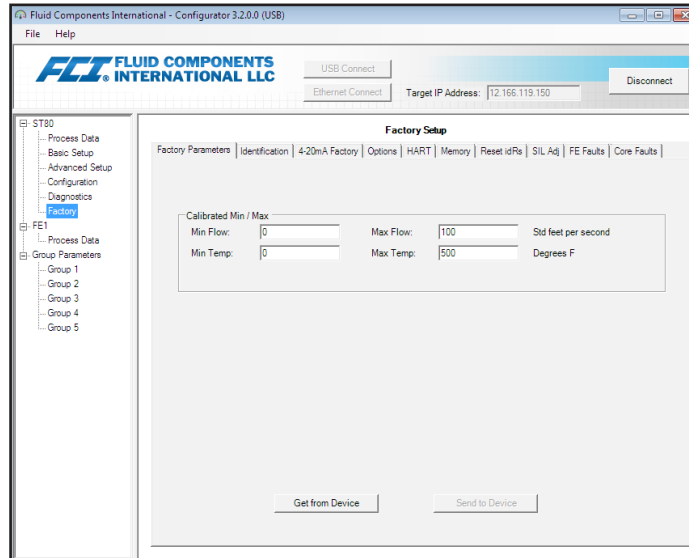 Fluid Components International - Configurator 3.2.0.0 (USB)
File Help
FCI. FLUID COMPONENTS
INTERNATIONAL LLC
USB Connect
Ethernet Connect
Target IP Address: 12.166.119.150
Disconnect
ST80
Process Data
Basic Setup
Advanced Setup
Configuration
Diagnostics
Factory
FE1
Process Data
Group Parameters
Group 1
Group 2
Group 3
Group 4
Group 5
Factory Setup
Factory Parameters Identification 4-20mA Factory Options HART Memory Reset idRs SIL Adj FE Faults Core Faults
Calibrated Min / Max
Min Flow: 0 Max Flow: 100 Std feet per second
Min Temp: 0 Max Temp: 500 Degrees F
Get from Device Send to Device